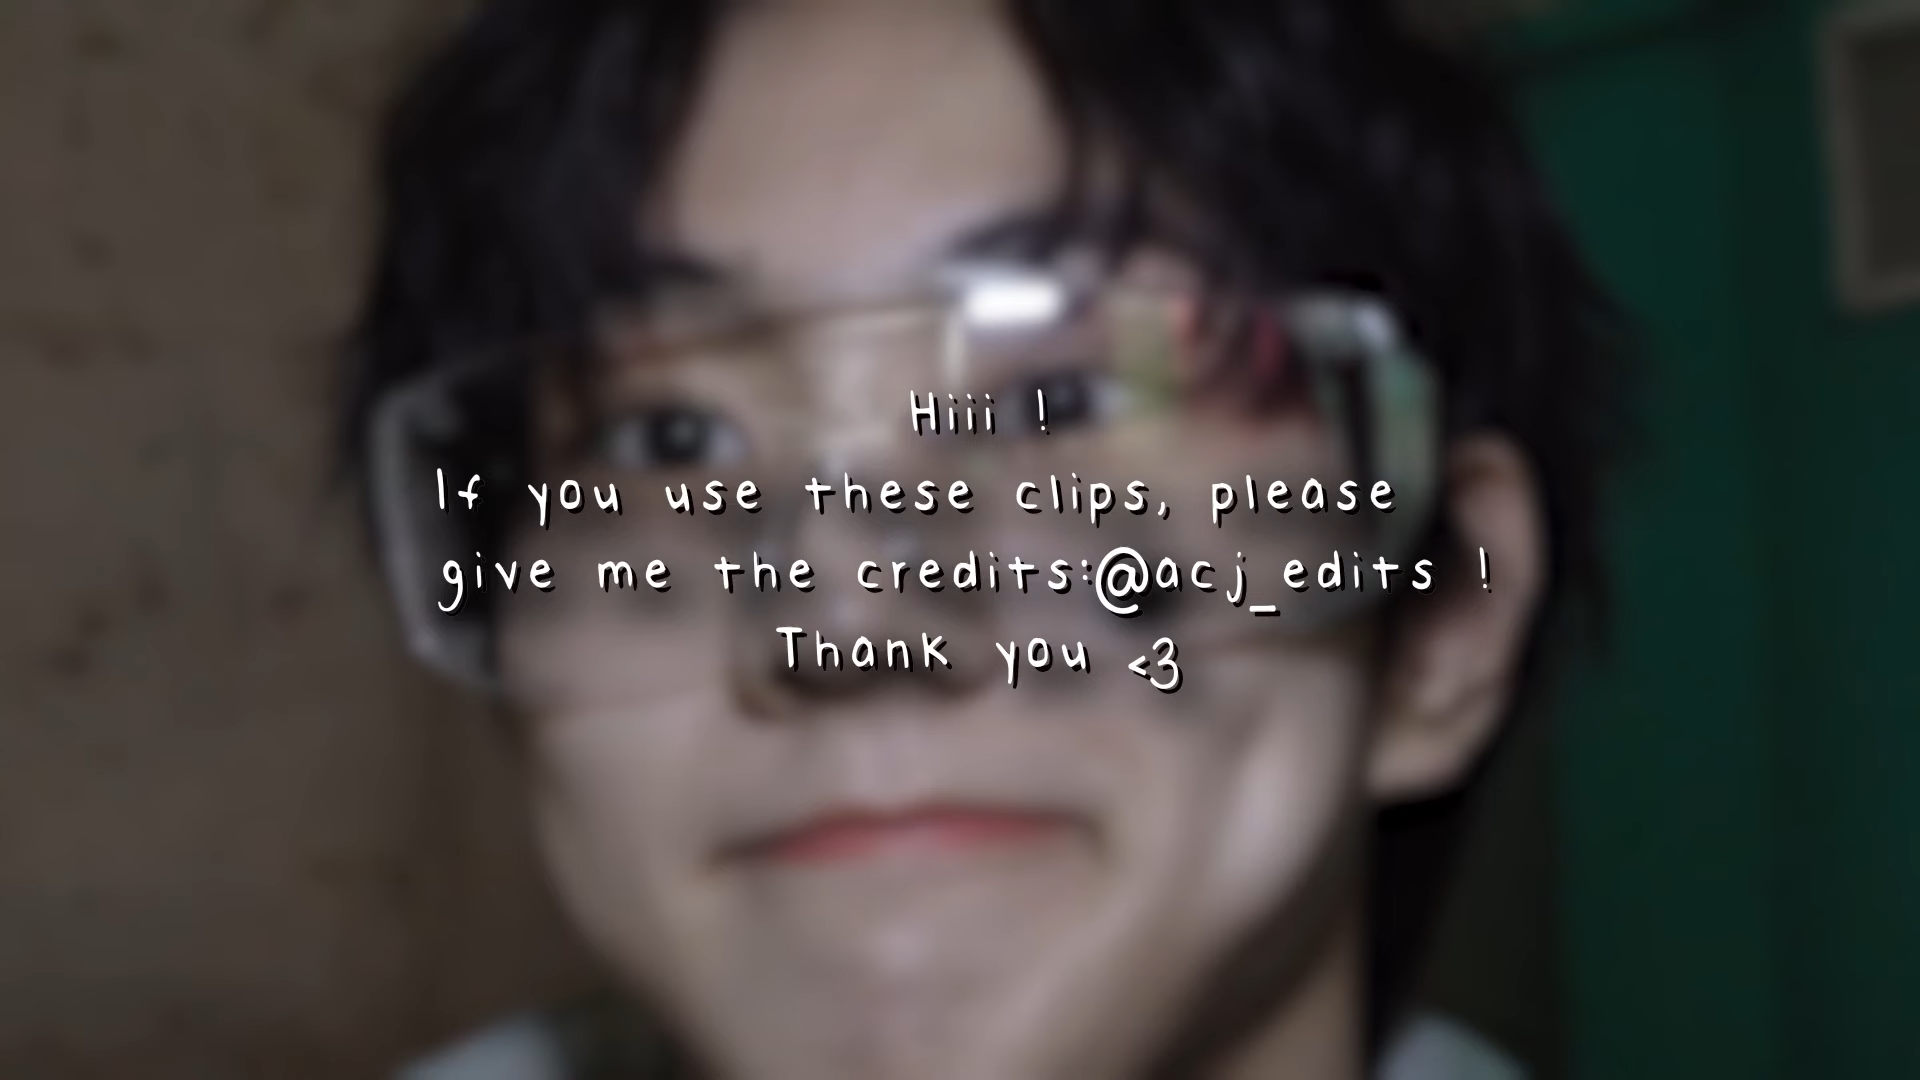 Hiii !
If you use these clips, please
give me the credits:@acj_edits !
Thank you <3